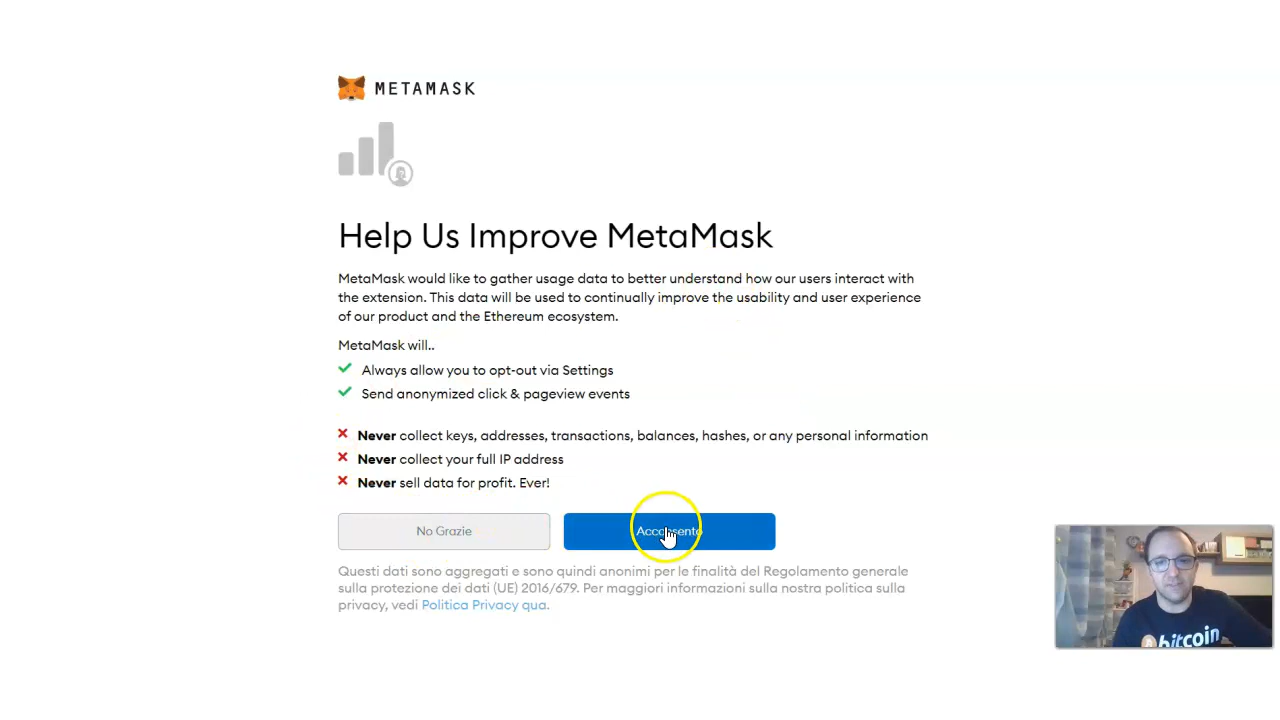 METAMASK
Help Us Improve MetaMask
MetaMask would like to gather usage data to better understand how our users interact with
the extension. This data will be used to continually improve the usability and user experience
of our product and the Ethereum ecosystem.
MetaMask will..
Always allow you to opt-out via Settings
Send anonymized click & pageview events
Never collect keys, addresses, transactions, balances, hashes, or any personal information
Never collect your full IP address
Never sell data for profit. Ever!
No Grazie
Acconsento
Questi dati sono aggregati e sono quindi anonimi per le finalità del Regolamento generale
sulla protezione dei dati (UE) 2016/679. Per maggiori informazioni sulla nostra politica sulla
privacy, vedi Politica Privacy qua.
bitcoin